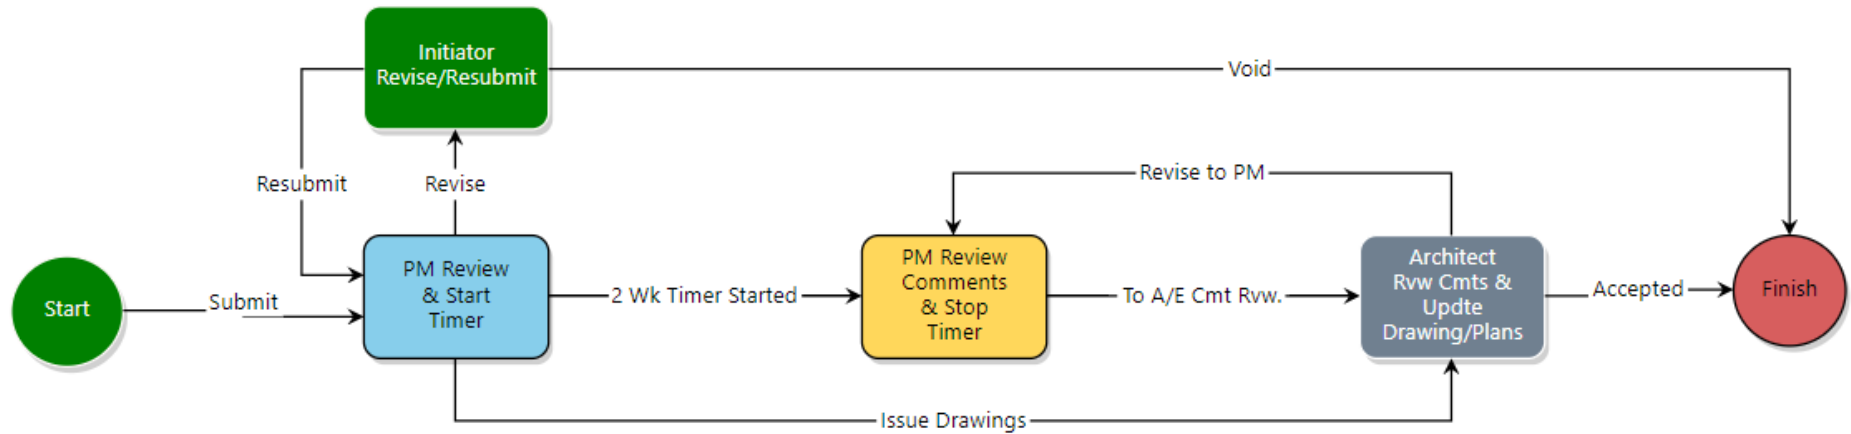 Initiator
Revise/Resubmit
Void
Resubmit
Revise
Revise to PM
Start
Submit
PM Review
& Start
Timer
2 Wk Timer Started
PM Review
Comments
& Stop
Timer
To A/E Cmt Rvw.
Architect
Rvw Cmts &
Updte
Drawing/Plans
Accepted
Finish
Issue Drawings